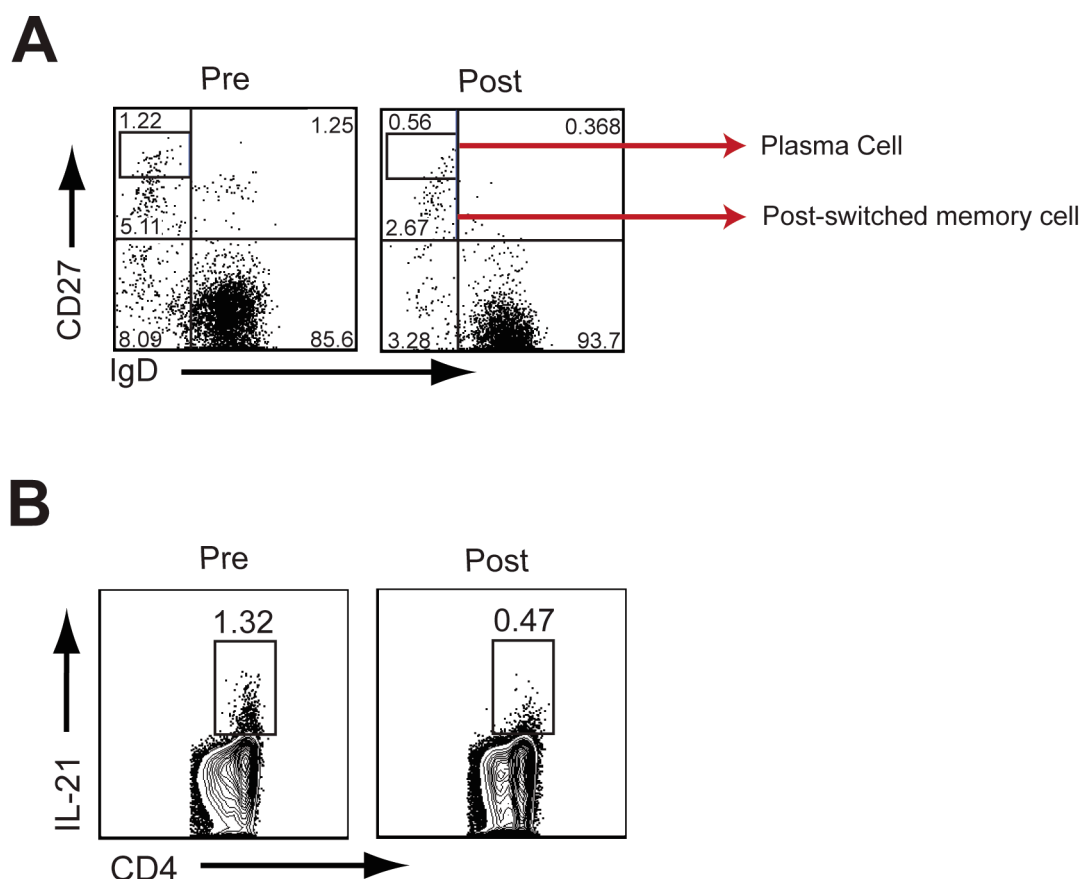 A
Pre
Post
1.22
1.25
0.56
0.368
Plasma Cell
Post-switched memory cell
5.11
2.67
CD27
8.09
85.6
3.28
93.7
IgD
B
Pre
Post
1.32
0.47
IL-21
CD4